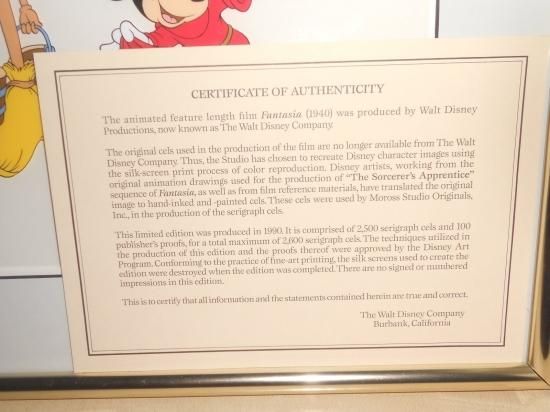 CERTIFICATE OF AUTHENTICITY
The animated feature length film Fantasia (1940) was produced by Walt Disney
Productions, now known as The Walt Disney Company.
The original cels used in the production of the film are no longer available from The Walt
Disney Company. Thus, the Studio has chosen to recreate Disney character images using
the silk-screen print process of color reproduction. Disney artists, working from the
original animation drawings used for the production of "The Sorcerer's Apprentice"
sequence of Fantasia, as well as from film reference materials, have translated the original
image to hand-inked and -painted cels. These cels were used by Moross Studio Originals,
Inc., in the production of the serigraph cels.
This limited edition was produced in 1990. It is comprised of 2,500 serigraph cels and 100
publisher's proofs, for a total maximum of 2,600 serigraph cels. The techniques utilized in
the production of this edition and the proofs thereof were approved by the Disney Art
Program. Conforming to the practice of fine-art printing, the silk screens used to create the
edition were destroyed when the edition was completed. There are no signed or numbered
impressions in this edition.
This is to certify that all information and the statements contained herein are true and correct.
The Walt Disney Company
Burbank, California